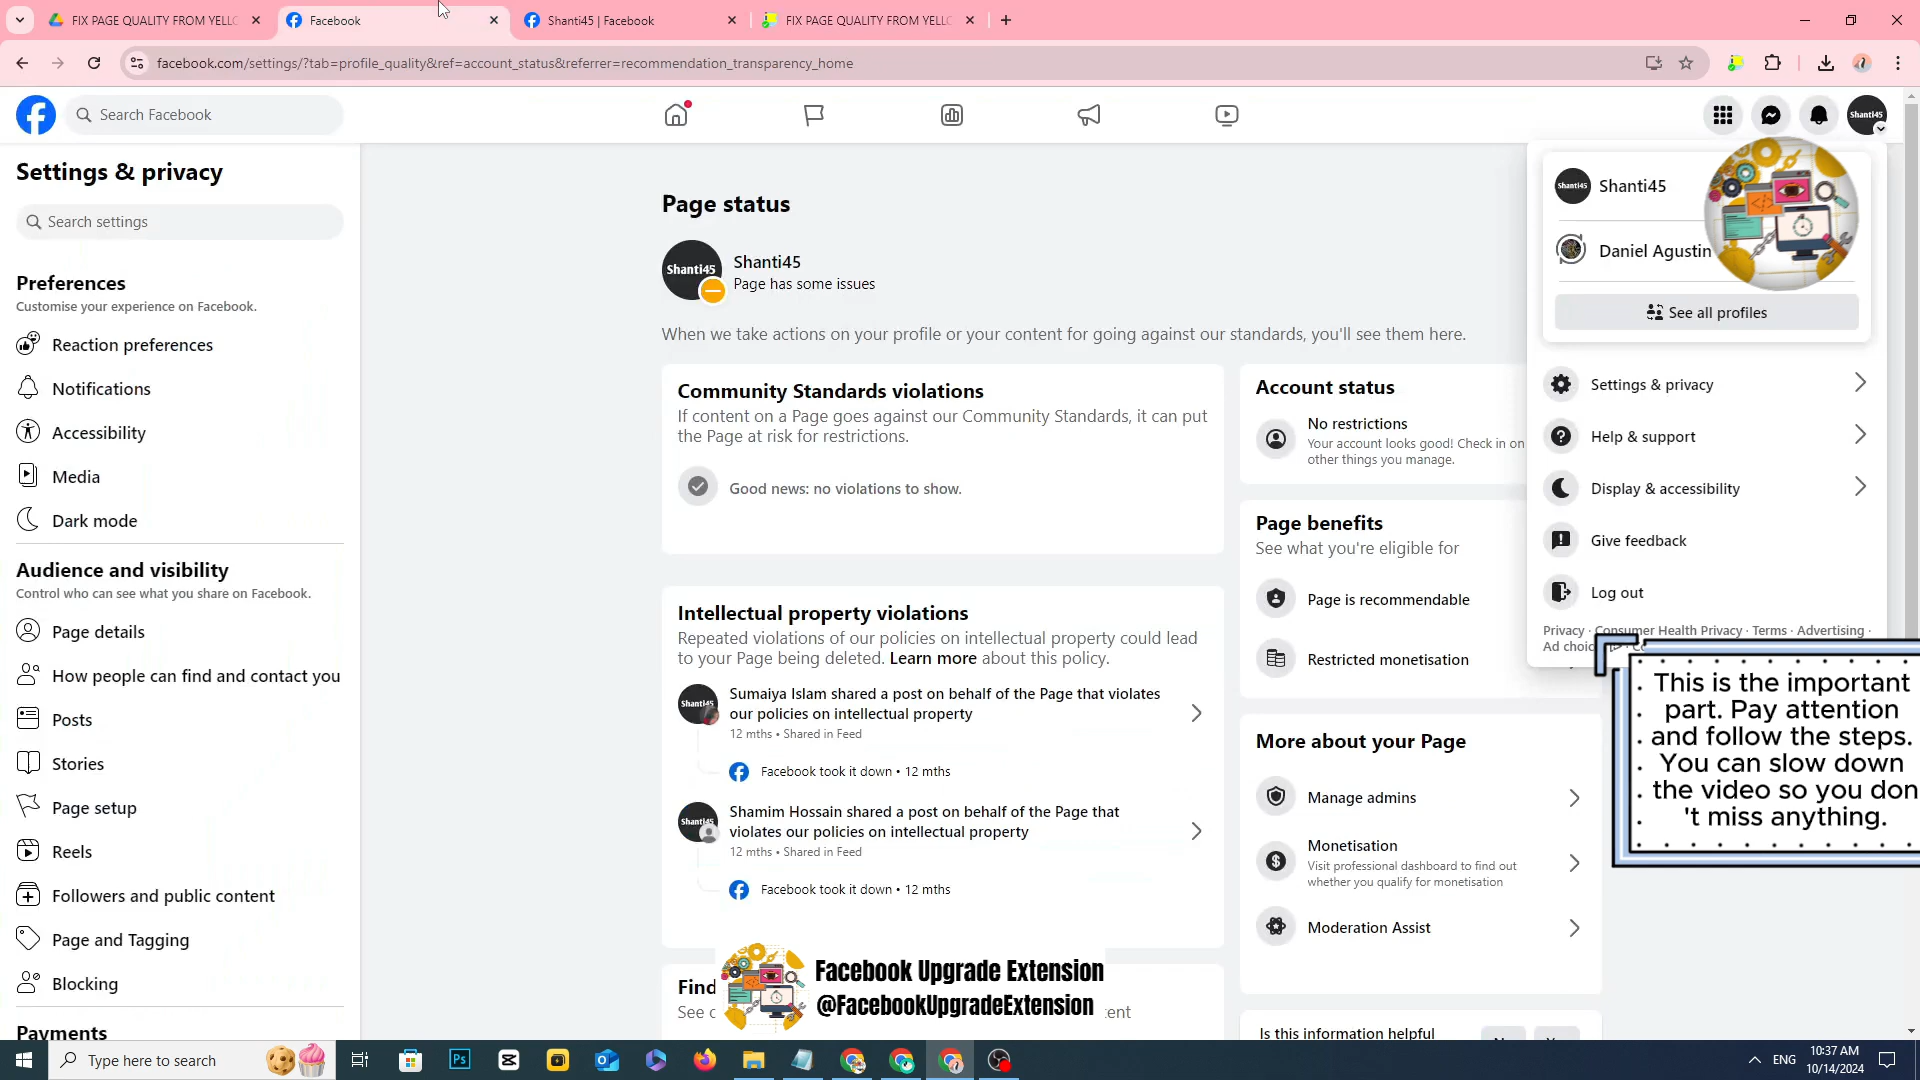 FIX PAGE QUALITY FROM YELLO
Facebook
Shanti45 | Facebook
FIX PAGE QUALITY FROM YELLO
facebook.com/settings/?tab=profile_quality&ref=account_status&referrer=recommendation_transparency_home
Search Facebook
Shanti45
Settings & privacy
Search settings
Preferences
Customise your experience on Facebook.
Reaction preferences
Notifications
Accessibility
Media
Dark mode
Audience and visibility
Control who can see what you share on Facebook.
Page details
How people can find and contact you
Posts
Stories
Page setup
Reels
Followers and public content
Page and Tagging
Blocking
Payments
Page status
Shanti45
Shanti45
Page has some issues
When we take actions on your profile or your content for going against our standards, you'll see them here.
Community Standards violations
If content on a Page goes against our Community Standards, it can put
the Page at risk for restrictions.
Good news: no violations to show.
Intellectual property violations
Repeated violations of our policies on intellectual property could lead
to your Page being deleted. Learn more about this policy.
Shanti45
Sumaiya Islam shared a post on behalf of the Page that violates
our policies on intellectual property
12 mths • Shared in Feed
Facebook took it down • 12 mths
Shanti45
Shamim Hossain shared a post on behalf of the Page that
violates our policies on intellectual property
12 mths • Shared in Feed
Facebook took it down • 12 mths
Find
See c
ent
Facebook Upgrade Extension
@FacebookUpgradeExtension
Account status
No restrictions
Your account looks good! Check in on
other things you manage.
Page benefits
See what you're eligible for
Page is recommendable
Restricted monetisation
More about your Page
Manage admins
Monetisation
Visit professional dashboard to find out
whether you qualify for monetisation
Moderation Assist
Is this information helpful
Shanti45
Shanti45
Daniel Agustin
See all profiles
Settings & privacy
Help & support
Display & accessibility
Give feedback
Log out
Privacy · Consumer Health Privacy · Terms · Advertising ·
Ad choic
This is the important
part. Pay attention
and follow the steps.
You can slow down
the video so you don
't miss anything.
Type here to search
Ps
ENG
10:37 AM
10/14/2024